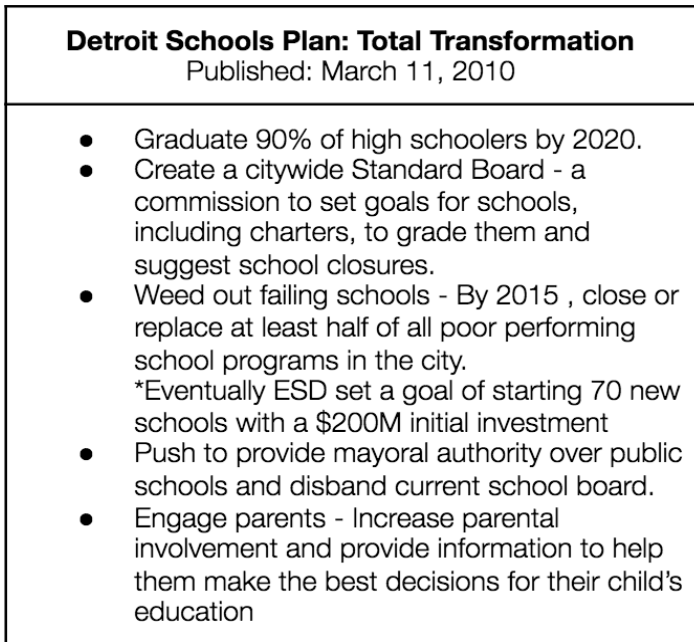 Detroit Schools Plan: Total Transformation
Published: March 11, 2010
● Graduate 90% of high schoolers by 2020.
● Create a citywide Standard Board - a
commission to set goals for schools,
including charters, to grade them and
suggest school closures.
● Weed out failing schools - By 2015 , close or
replace at least half of all poor performing
school programs in the city.
*Eventually ESD set a goal of starting 70 new
schools with a $200M initial investment
● Push to provide mayoral authority over public
schools and disband current school board.
● Engage parents - Increase parental
involvement and provide information to help
them make the best decisions for their child's
education